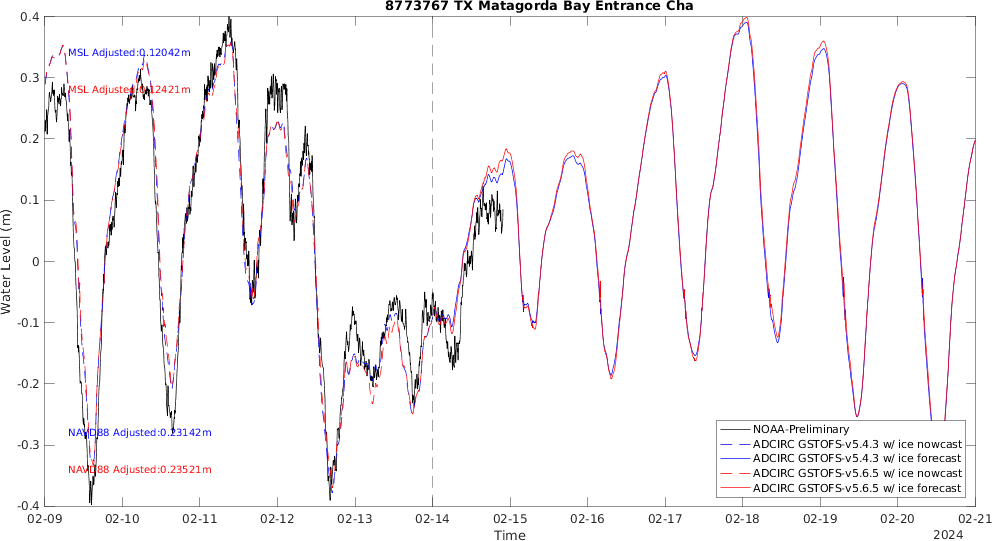 8773767 TX Matagorda Bay Entrance Cha
0.4
0.3
0.2
0.1
0
-0.1
-0.2
-0.3
-0.4
Water Level (m)
MSL Adjusted:0.12042m
MSL Adjusted:0.12421m
NAVD88 Adjusted:0.23142m
NAVD88 Adjusted:0.23521m
NOAA-Preliminary
ADCIRC GSTOFS-v5.4.3 w/ ice nowcast
ADCIRC GSTOFS-v5.4.3 w/ ice forecast
ADCIRC GSTOFS-v5.6.5 w/ ice nowcast
ADCIRC GSTOFS-v5.6.5 w/ ice forecast
02-09 02-10 02-11 02-12 02-13 02-14 02-15 02-16 02-17 02-18 02-19 02-20 02-21
Time
2024